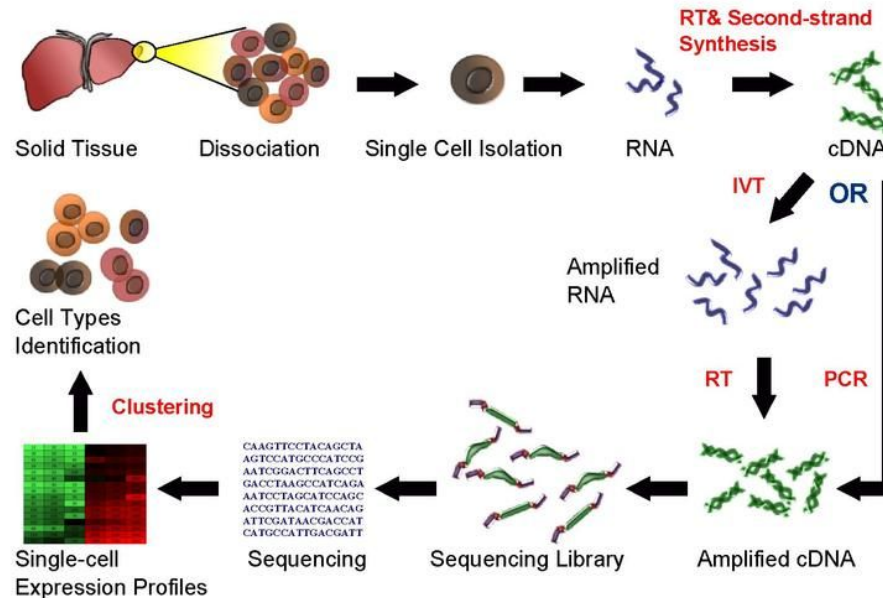 RT& Second-strand
Synthesis
Solid Tissue
Dissociation
Single Cell Isolation
RNA
cDNA
IVT
OR
Amplified
RNA
RT
PCR
Cell Types
Identification
Clustering
CAAGTTCCTACAGCTA
AGTCCATGCCCATCCG
AATCGGACTTCAGCCT
GACCTAAGCCATCAGA
AATCCTAGCATCCAGC
ACCGTTACATCAACAG
ATTCGATAACGACCAT
CATGCCATTGACGATT
Single-cell
Expression Profiles
Sequencing
Sequencing Library
Amplified cDNA